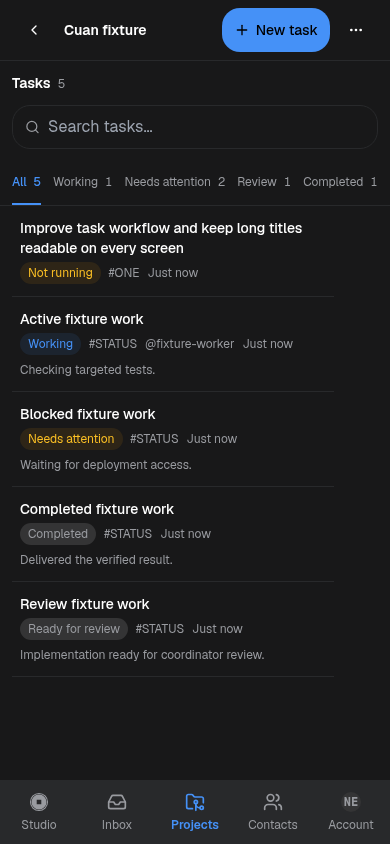 Cuan fixture
New task
Tasks 5
Search tasks...
All 5 Working 1 Needs attention 2 Review 1 Completed 1
Improve task workflow and keep long titles
readable on every screen
Not running #ONE Just now
Active fixture work
Working #STATUS @fixture-worker Just now
Checking targeted tests.
Blocked fixture work
Needs attention #STATUS Just now
Waiting for deployment access.
Completed fixture work
Completed #STATUS Just now
Delivered the verified result.
Review fixture work
Ready for review #STATUS Just now
Implementation ready for coordinator review.
NE
Studio Inbox Projects Contacts Account